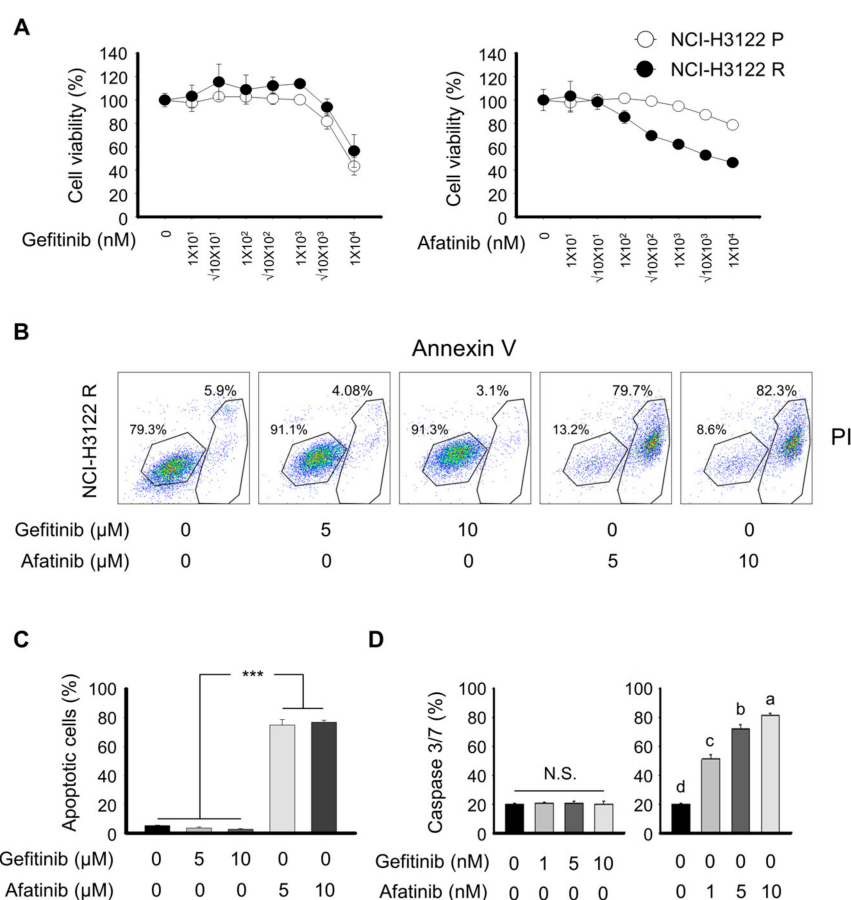 A
NCI-H3122 P
NCI-H3122 R
Cell viability (%)
140
120
100
80
60
40
20
0
Gefitinib (nM)
0
1X10¹
√10X10¹
1X10²
√10X10²
1X10³
√10X10³
1X10⁴
Cell viability (%)
140
120
100
80
60
40
20
0
Afatinib (nM)
0
1X10¹
√10X10¹
1X10²
√10X10²
1X10³
√10X10³
1X10⁴
B
Annexin V
NCI-H3122 R
5.9%
79.3%
4.08%
91.1%
3.1%
91.3%
79.7%
13.2%
82.3%
8.6%
PI
Gefitinib (µM) 0 5 10 0 0
Afatinib (µM) 0 0 0 5 10
C
Apoptotic cells (%)
100
80
60
40
20
0
***
Gefitinib (µM) 0 5 10 0 0
Afatinib (µM) 0 0 0 5 10
D
Caspase 3/7 (%)
100
80
60
40
20
0
N.S.
100
80
60
40
20
0
d
c
b
a
Gefitinib (nM) 0 1 5 10 0 0 0 0
Afatinib (nM) 0 0 0 0 0 1 5 10